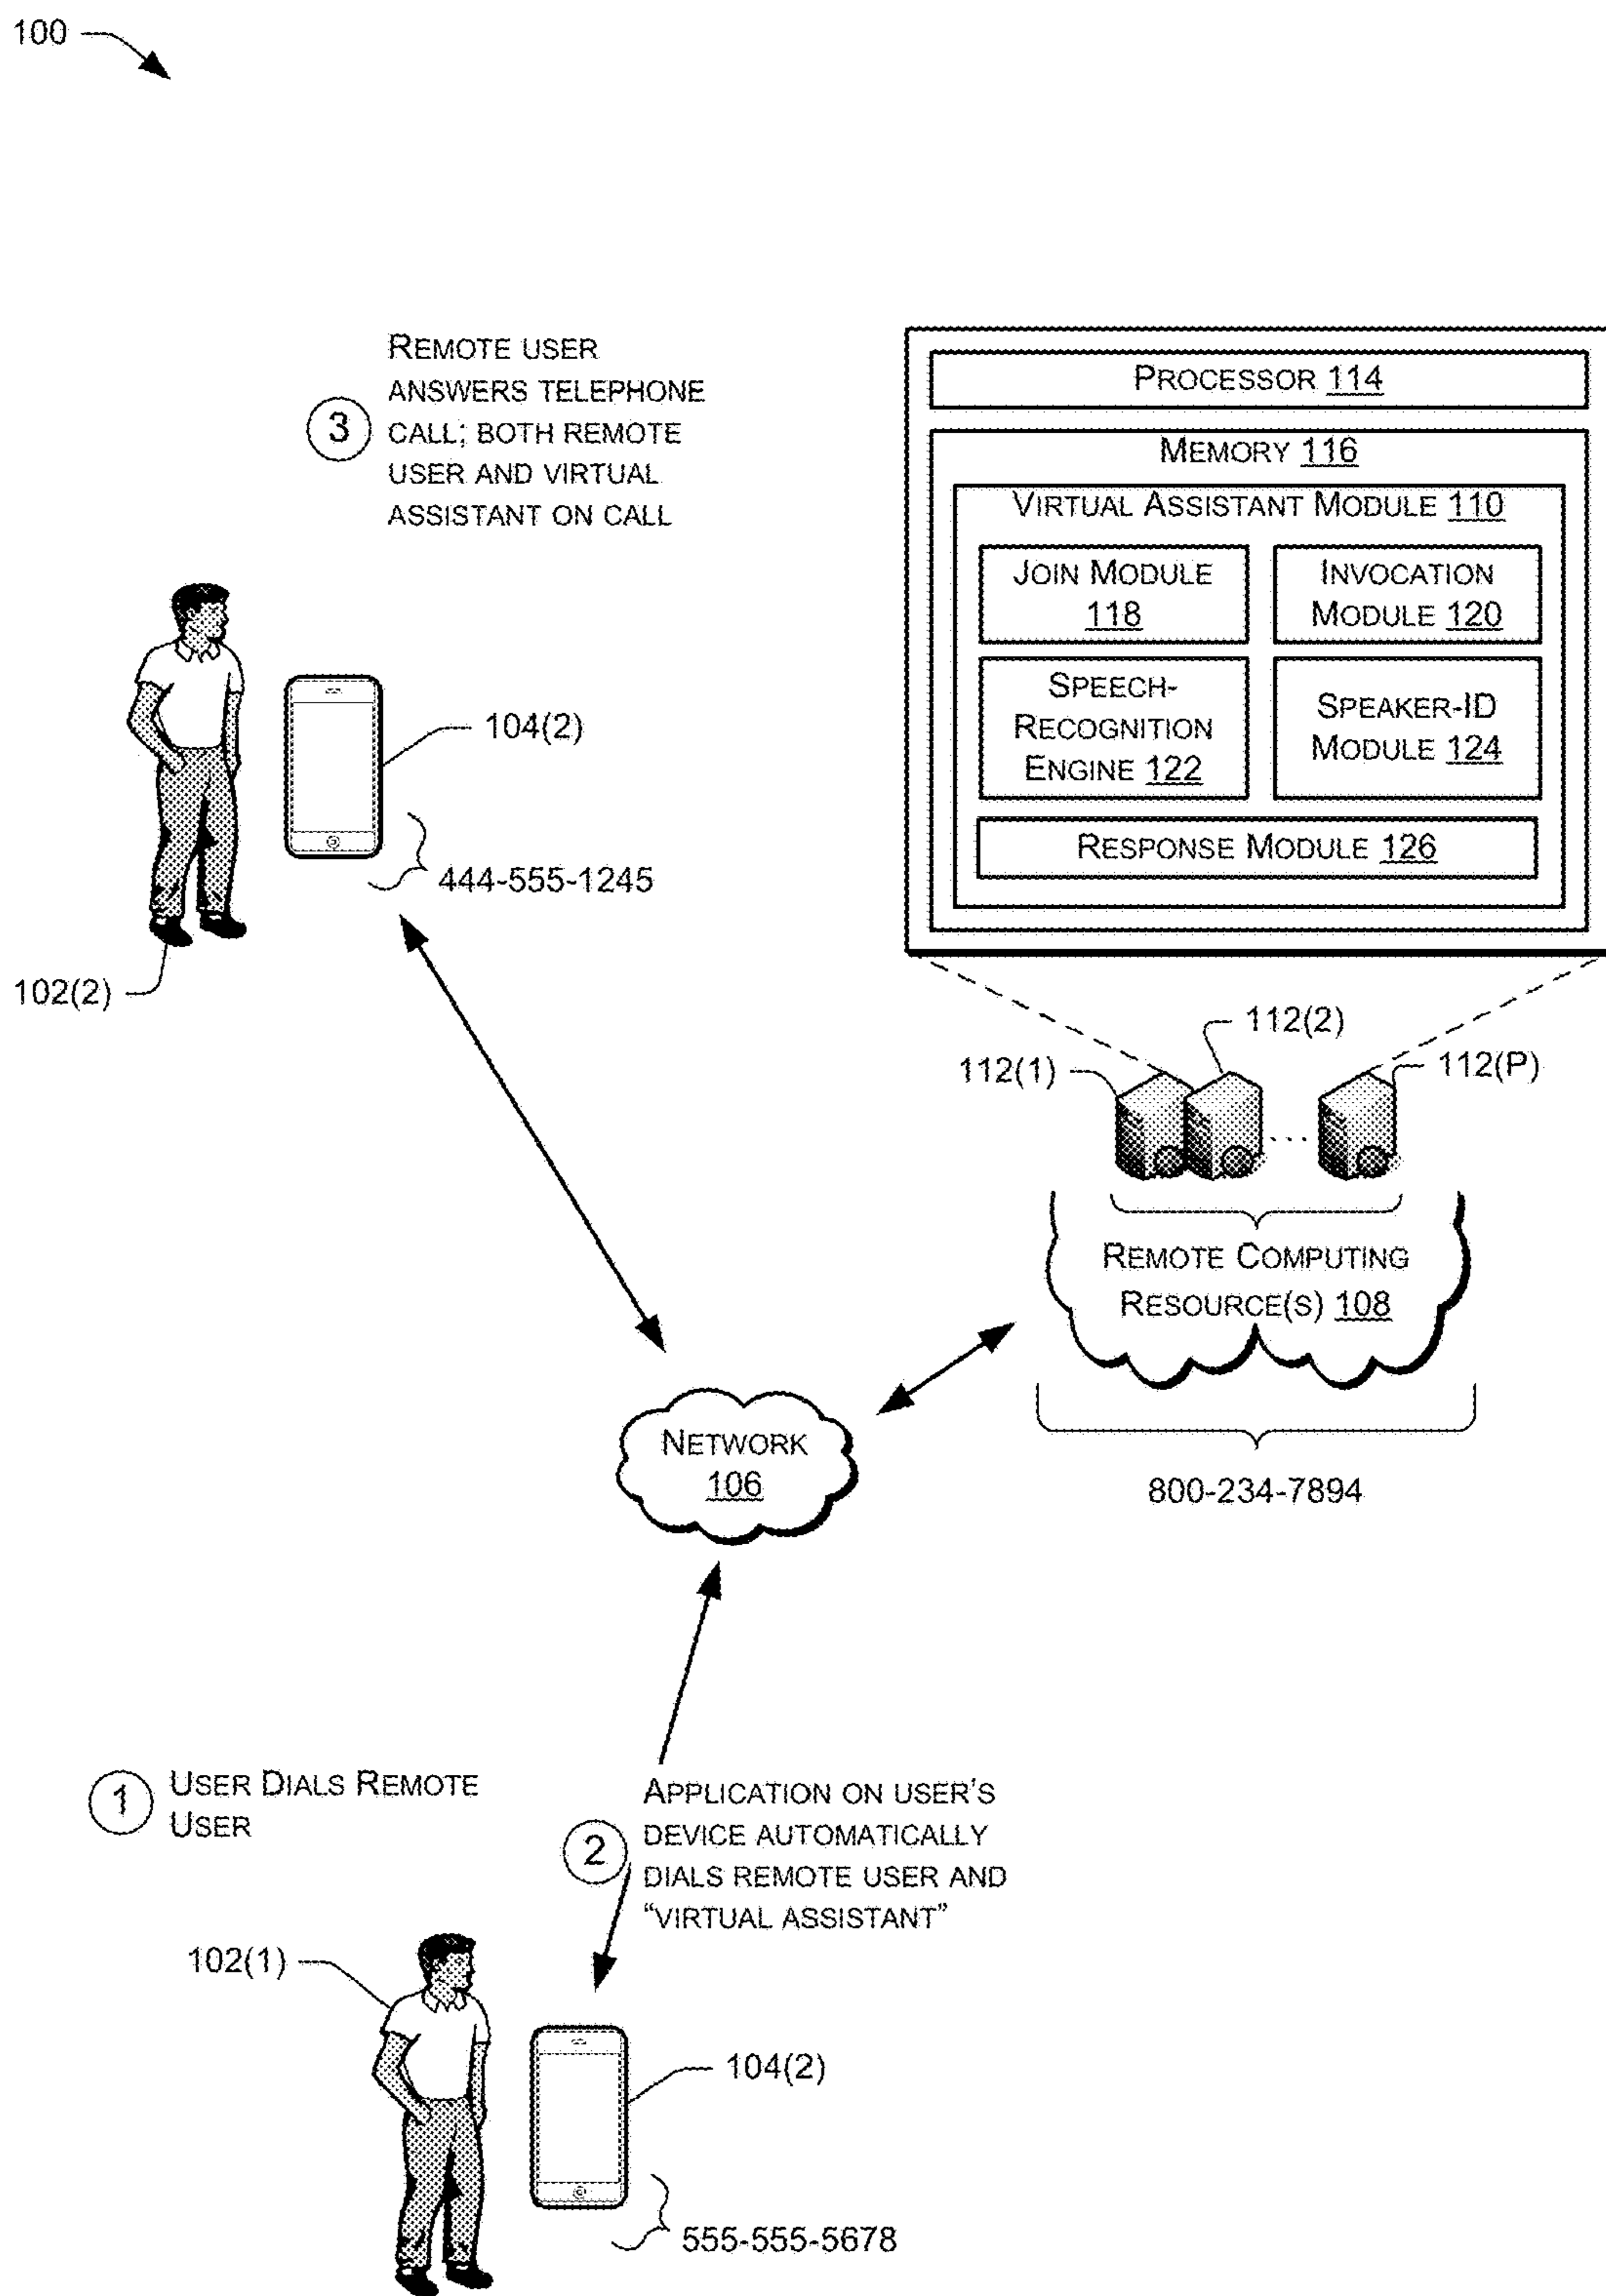 100
REMOTE USER
ANSWERS TELEPHONE
CALL; BOTH REMOTE
USER AND VIRTUAL
ASSISTANT ON CALL
3
104(2)
444-555-1245
102(2)
PROCESSOR 114
MEMORY 116
VIRTUAL ASSISTANT MODULE 110
JOIN MODULE
118
INVOCATION
MODULE 120
SPEECH-
RECOGNITION
ENGINE 122
SPEAKER-ID
MODULE 124
RESPONSE MODULE 126
112(2)
112(1)
112(P)
...
REMOTE COMPUTING
RESOURCE(S) 108
800-234-7894
NETWORK
106
1
USER DIALS REMOTE
USER
2
APPLICATION ON USER'S
DEVICE AUTOMATICALLY
DIALS REMOTE USER AND
"VIRTUAL ASSISTANT"
102(1)
104(2)
555-555-5678